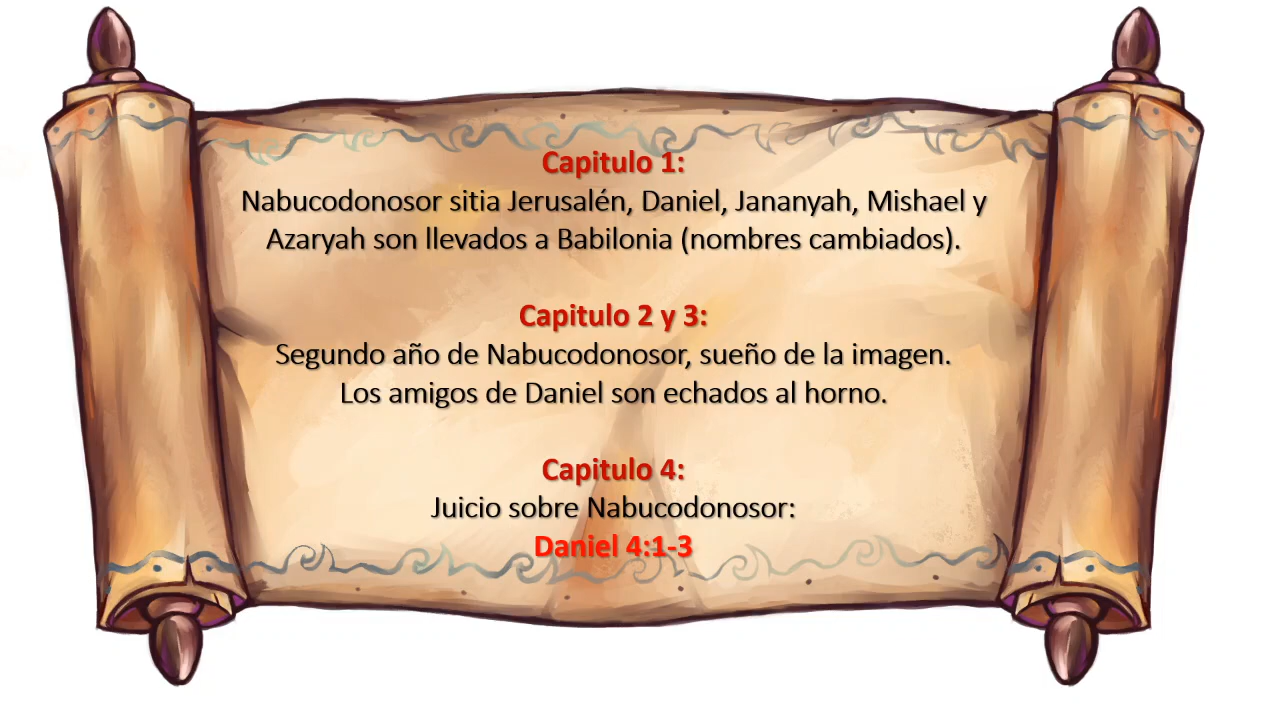 Capitulo 1:
Nabucodonosor sitia Jerusalén, Daniel, Jananyah, Mishael y
Azaryah son llevados a Babilonia (nombres cambiados).
Capitulo 2 y 3:
Segundo año de Nabucodonosor, sueño de la imagen.
Los amigos de Daniel son echados al horno.
Capitulo 4:
Juicio sobre Nabucodonosor:
Daniel 4:1-3